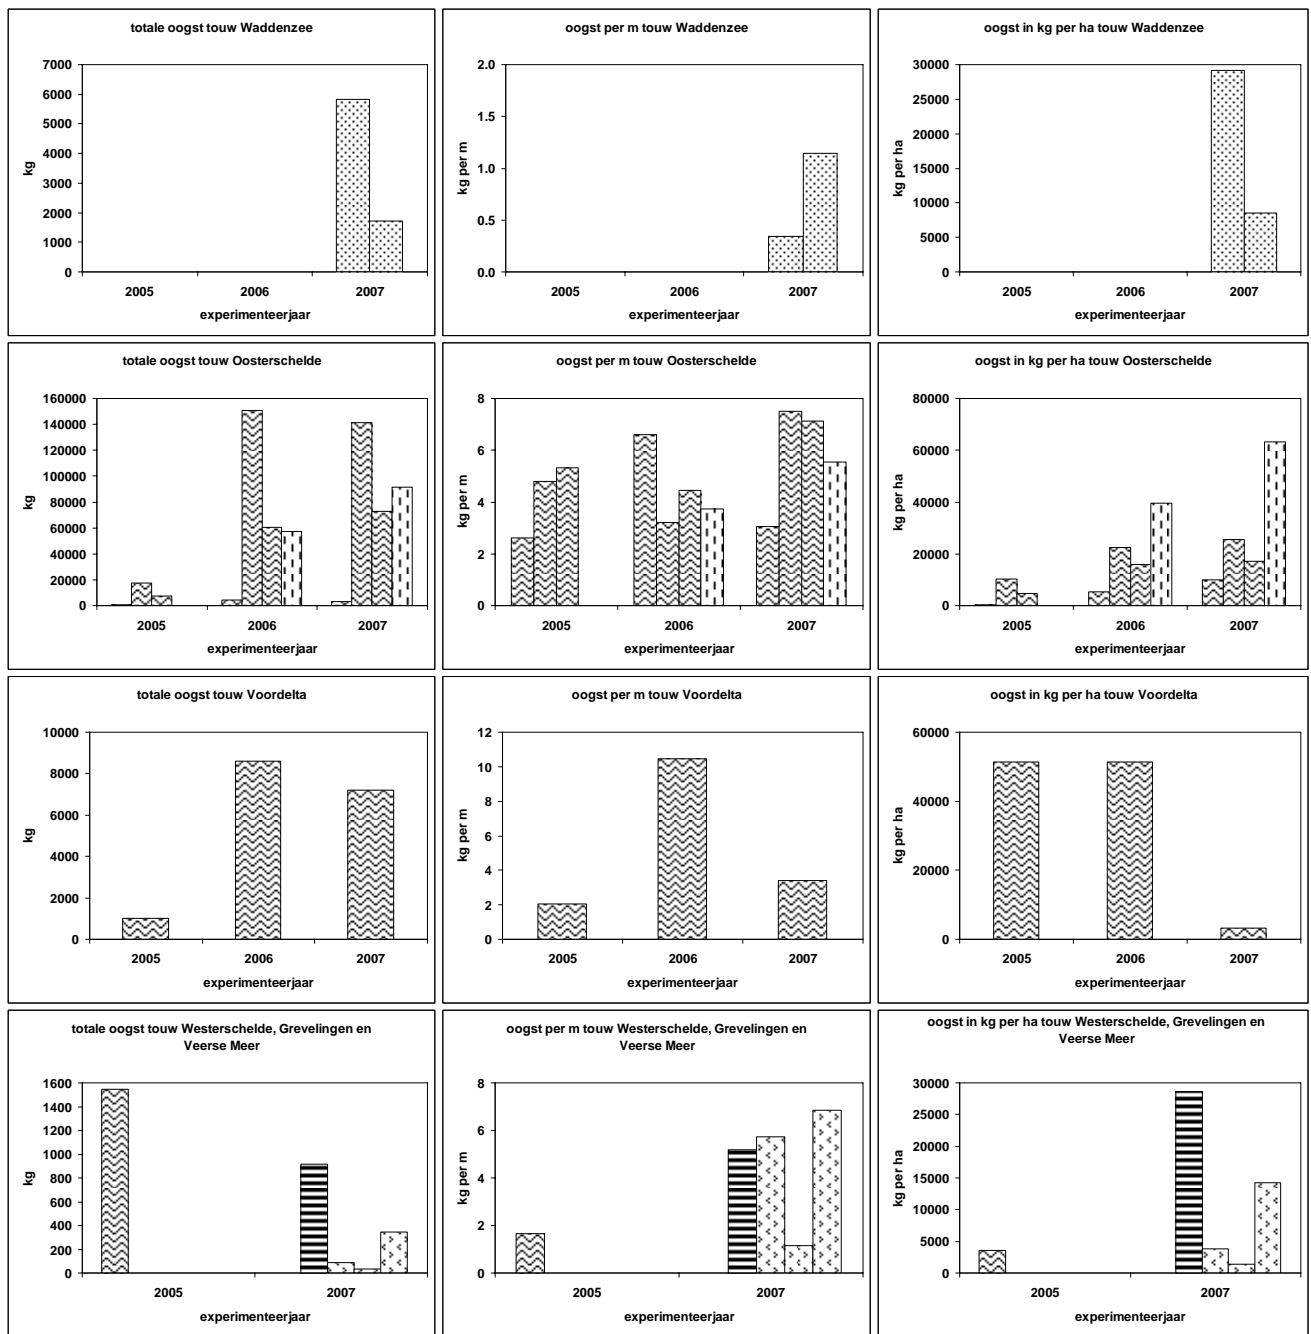 totale oogst touw Waddenzee
7000
6000
5000
4000
3000
2000
1000
0
kg
2005 2006 2007
experimenteerjaar
oogst per m touw Waddenzee
2.0
1.5
1.0
0.5
0.0
kg per m
2005 2006 2007
experimenteerjaar
oogst in kg per ha touw Waddenzee
30000
25000
20000
15000
10000
5000
0
kg per ha
2005 2006 2007
experimenteerjaar
totale oogst touw Oosterschelde
160000
140000
120000
100000
80000
60000
40000
20000
0
kg
2005 2006 2007
experimenteerjaar
oogst per m touw Oosterschelde
8
6
4
2
0
kg per m
2005 2006 2007
experimenteerjaar
oogst in kg per ha touw Oosterschelde
80000
60000
40000
20000
0
kg per ha
2005 2006 2007
experimenteerjaar
totale oogst touw Voordelta
10000
8000
6000
4000
2000
0
kg
2005 2006 2007
experimenteerjaar
oogst per m touw Voordelta
12
10
8
6
4
2
0
kg per m
2005 2006 2007
experimenteerjaar
oogst in kg per ha touw Voordelta
60000
40000
20000
0
kg per ha
2005 2006 2007
experimenteerjaar
totale oogst touw Westerschelde, Grevelingen en
Veerse Meer
1600
1400
1200
1000
800
600
400
200
0
kg
2005 2007
experimenteerjaar
oogst per m touw Westerschelde, Grevelingen en
Veerse Meer
8
6
4
2
0
kg per m
2005 2007
experimenteerjaar
oogst in kg per ha touw Westerschelde, Grevelingen en
Veerse Meer
30000
25000
20000
15000
10000
5000
0
kg per ha
2005 2007
experimenteerjaar